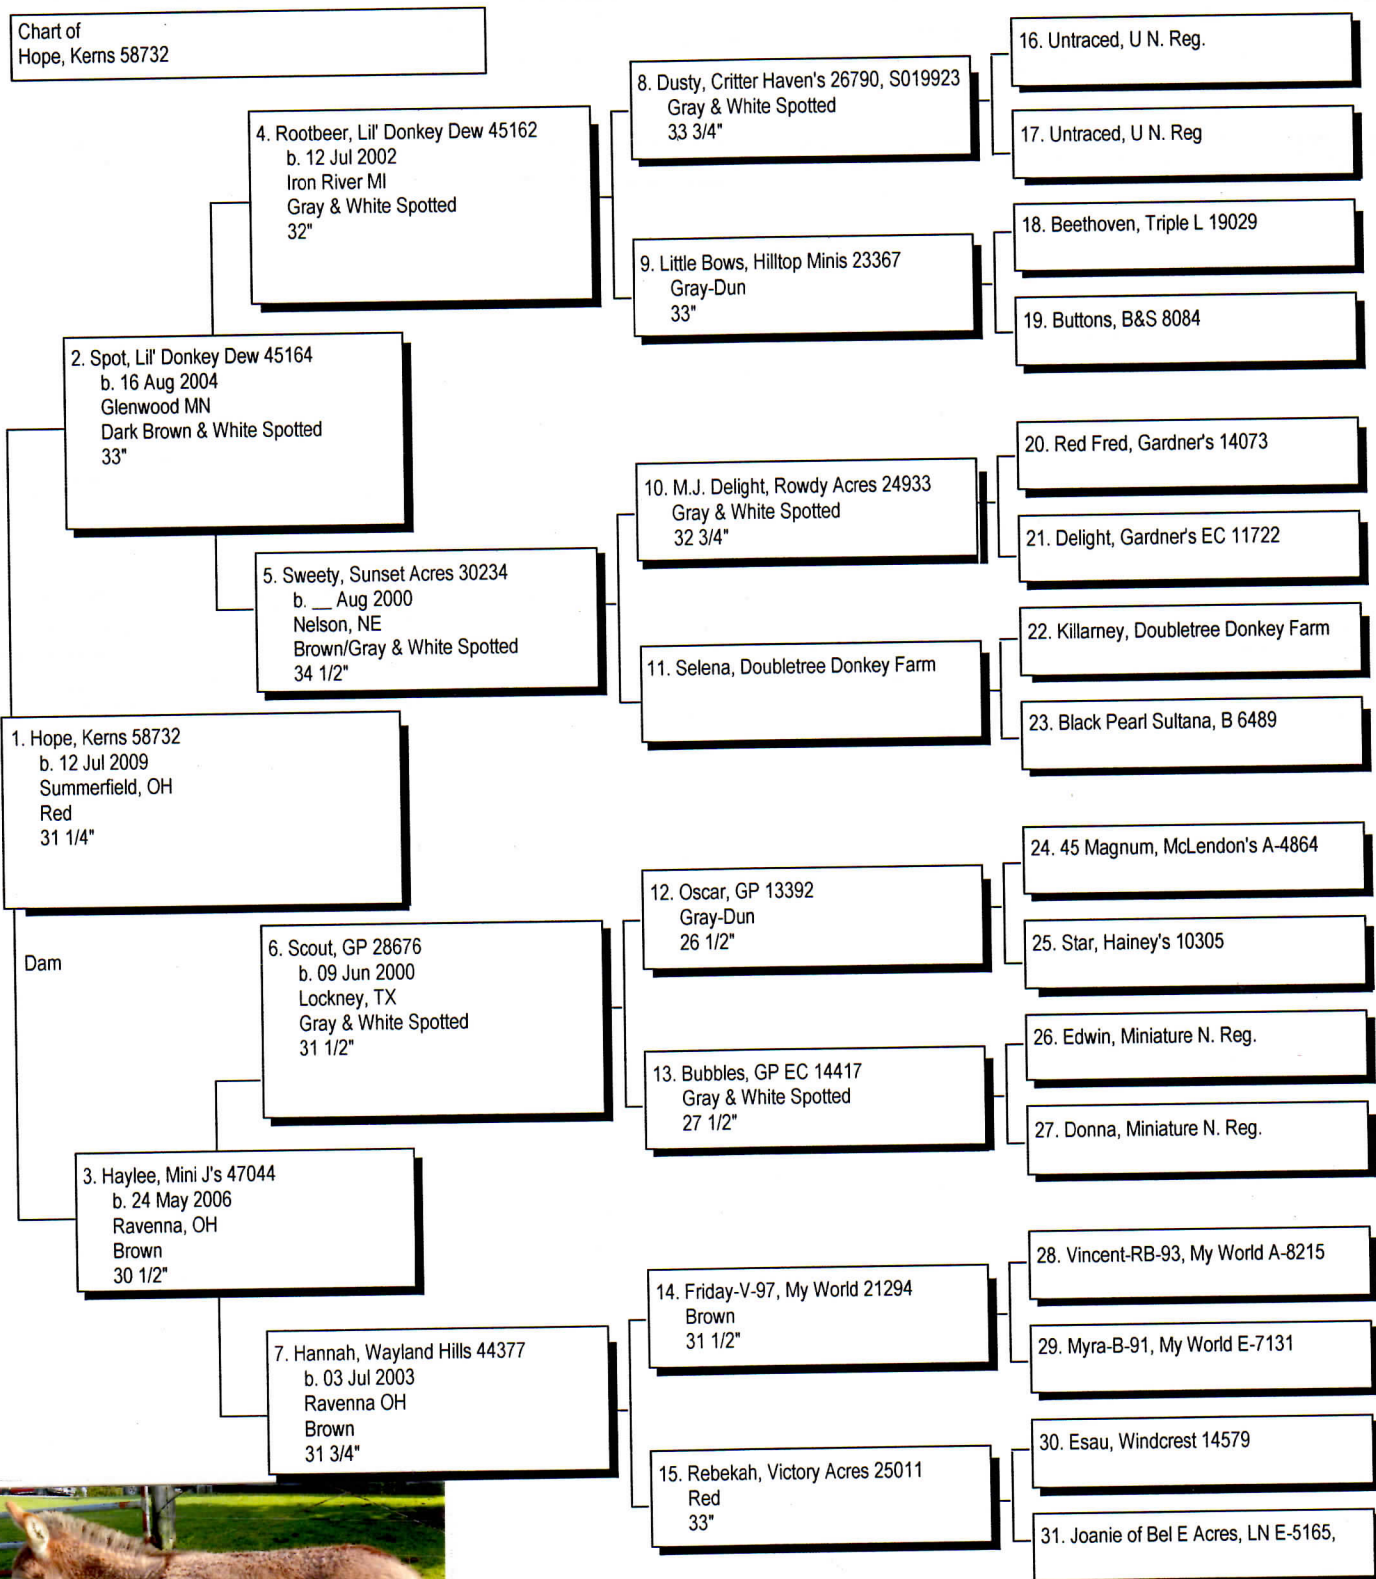 Chart of
Hope, Kerns 58732
1. Hope, Kerns 58732
b. 12 Jul 2009
Summerfield, OH
Red
31 1/4"
Dam
2. Spot, Lil' Donkey Dew 45164
b. 16 Aug 2004
Glenwood MN
Dark Brown & White Spotted
33"
3. Haylee, Mini J's 47044
b. 24 May 2006
Ravenna, OH
Brown
30 1/2"
4. Rootbeer, Lil' Donkey Dew 45162
b. 12 Jul 2002
Iron River MI
Gray & White Spotted
32"
5. Sweety, Sunset Acres 30234
b. __ Aug 2000
Nelson, NE
Brown/Gray & White Spotted
34 1/2"
6. Scout, GP 28676
b. 09 Jun 2000
Lockney, TX
Gray & White Spotted
31 1/2"
7. Hannah, Wayland Hills 44377
b. 03 Jul 2003
Ravenna OH
Brown
31 3/4"
8. Dusty, Critter Haven's 26790, S019923
Gray & White Spotted
33 3/4"
9. Little Bows, Hilltop Minis 23367
Gray-Dun
33"
10. M.J. Delight, Rowdy Acres 24933
Gray & White Spotted
32 3/4"
11. Selena, Doubletree Donkey Farm
12. Oscar, GP 13392
Gray-Dun
26 1/2"
13. Bubbles, GP EC 14417
Gray & White Spotted
27 1/2"
14. Friday-V-97, My World 21294
Brown
31 1/2"
15. Rebekah, Victory Acres 25011
Red
33"
16. Untraced, U N. Reg.
17. Untraced, U N. Reg
18. Beethoven, Triple L 19029
19. Buttons, B&S 8084
20. Red Fred, Gardner's 14073
21. Delight, Gardner's EC 11722
22. Killarney, Doubletree Donkey Farm
23. Black Pearl Sultana, B 6489
24. 45 Magnum, McLendon's A-4864
25. Star, Hainey's 10305
26. Edwin, Miniature N. Reg.
27. Donna, Miniature N. Reg.
28. Vincent-RB-93, My World A-8215
29. Myra-B-91, My World E-7131
30. Esau, Windcrest 14579
31. Joanie of Bel E Acres, LN E-5165,